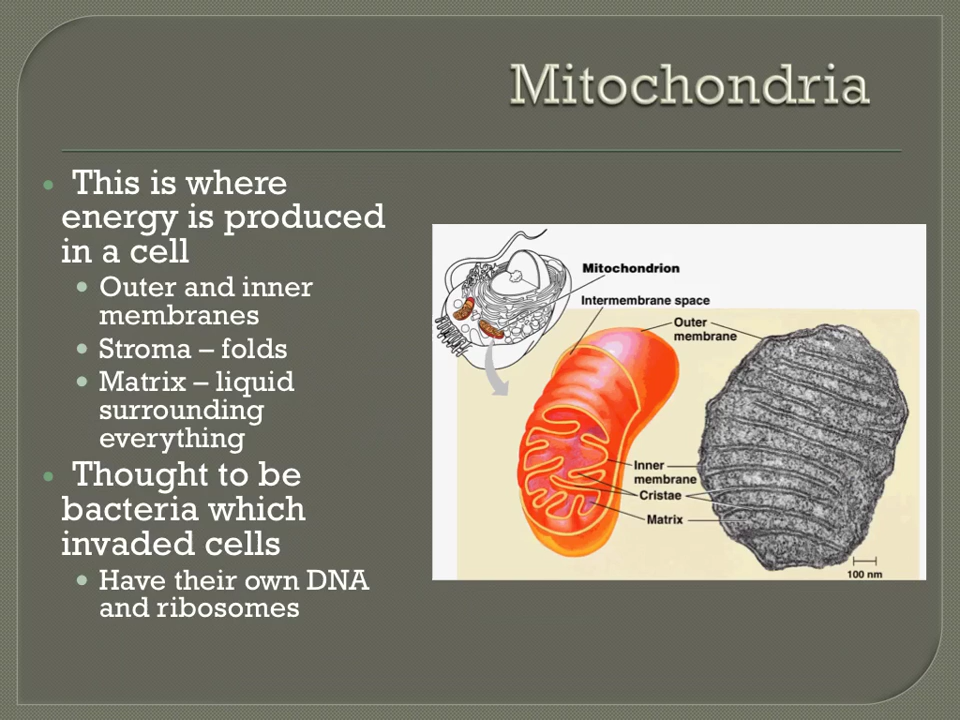 Mitochondria
• This is where
energy is produced
in a cell
• Outer and inner
membranes
• Stroma – folds
• Matrix – liquid
surrounding
everything
• Thought to be
bacteria which
invaded cells
• Have their own DNA
and ribosomes
Mitochondrion
Intermembrane space
Outer
membrane
Inner
membrane
Cristae
Matrix
100 nm